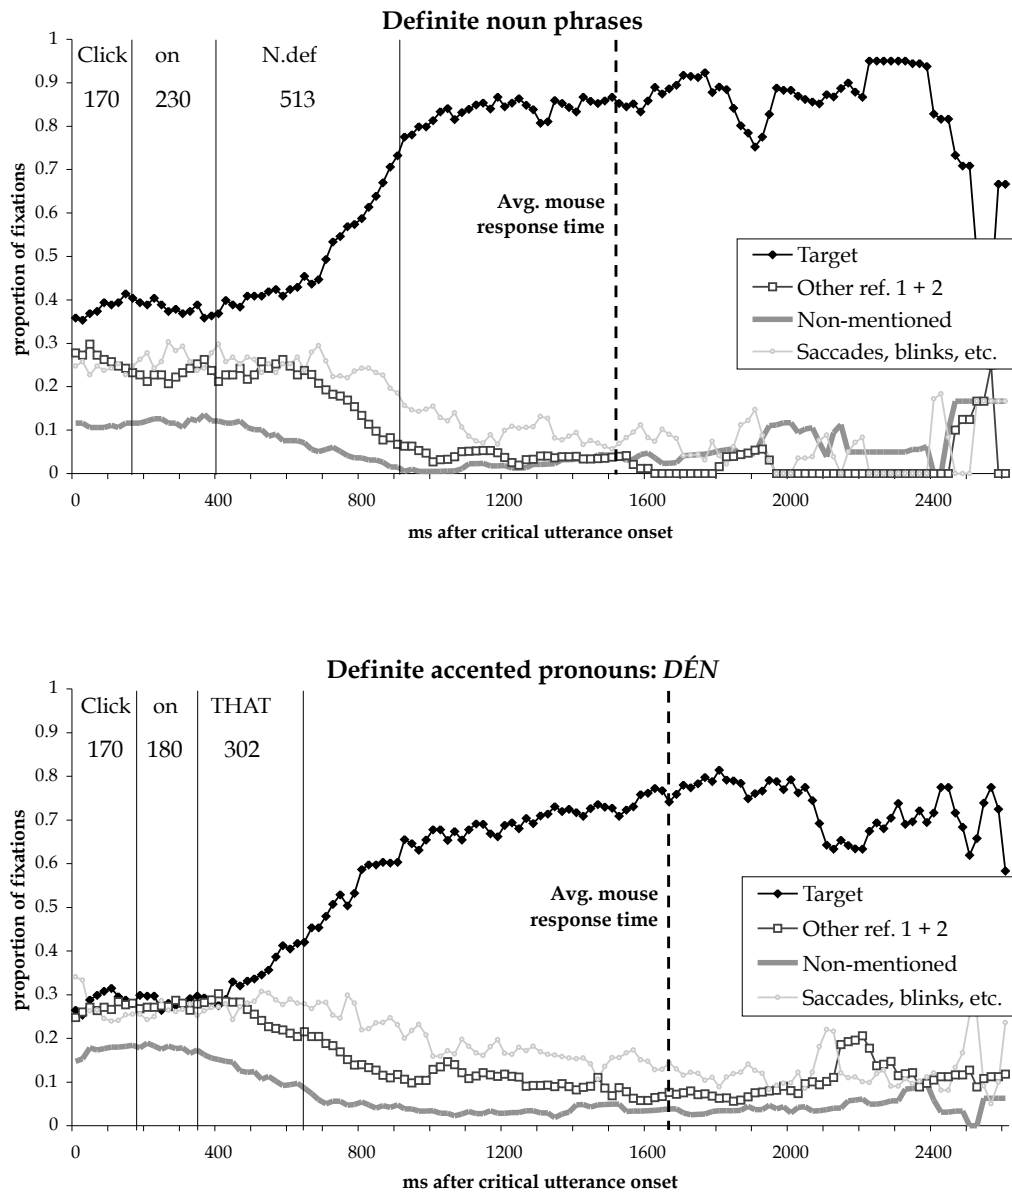 Definite noun phrases
1
0.9
0.8
0.7
0.6
0.5
0.4
0.3
0.2
0.1
0
proportion of fixations
Click on N.def
170 230 513
Avg. mouse
response time
Target
Other ref. 1 + 2
Non-mentioned
Saccades, blinks, etc.
0 400 800 1200 1600 2000 2400
ms after critical utterance onset
Definite accented pronouns: DÉN
1
0.9
0.8
0.7
0.6
0.5
0.4
0.3
0.2
0.1
0
proportion of fixations
Click on THAT
170 180 302
Avg. mouse
response time
Target
Other ref. 1 + 2
Non-mentioned
Saccades, blinks, etc.
0 400 800 1200 1600 2000 2400
ms after critical utterance onset